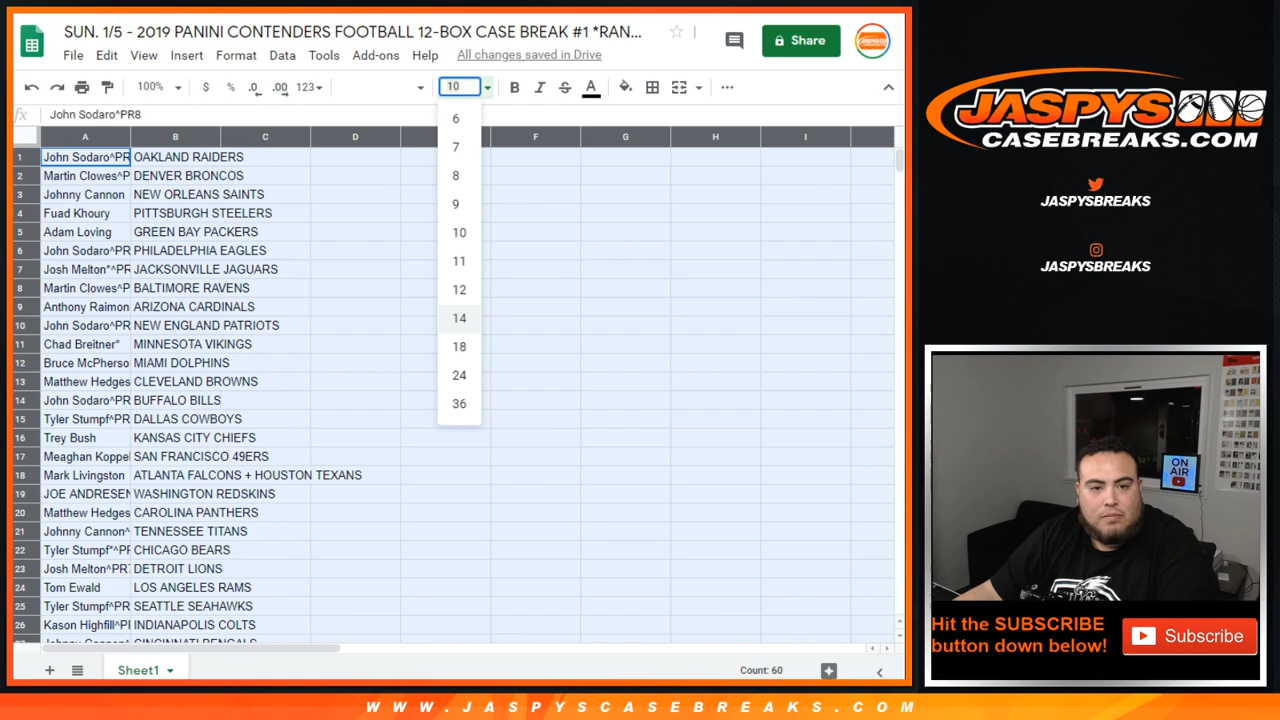 SUN. 1/5 - 2019 PANINI CONTENDERS FOOTBALL 12-BOX CASE BREAK #1 *RAN...
Share
File Edit View Insert Format Data Tools Add-ons Help All changes saved in Drive
100% $ % .0 .00 123 10 B I S A
fx John Sodaro^PR8
A B C D F G H I
1 John Sodaro^PR OAKLAND RAIDERS
2 Martin Clowes^P DENVER BRONCOS
3 Johnny Cannon NEW ORLEANS SAINTS
4 Fuad Khoury PITTSBURGH STEELERS
5 Adam Loving GREEN BAY PACKERS
6 John Sodaro^PR PHILADELPHIA EAGLES
7 Josh Melton*^PR JACKSONVILLE JAGUARS
8 Martin Clowes^P BALTIMORE RAVENS
9 Anthony Raimon ARIZONA CARDINALS
10 John Sodaro^PR NEW ENGLAND PATRIOTS
11 Chad Breitner* MINNESOTA VIKINGS
12 Bruce McPherso MIAMI DOLPHINS
13 Matthew Hedges CLEVELAND BROWNS
14 John Sodaro^PR BUFFALO BILLS
15 Tyler Stumpf^PR DALLAS COWBOYS
16 Trey Bush KANSAS CITY CHIEFS
17 Meaghan Koppel SAN FRANCISCO 49ERS
18 Mark Livingston ATLANTA FALCONS + HOUSTON TEXANS
19 JOE ANDRESEN WASHINGTON REDSKINS
20 Matthew Hedges CAROLINA PANTHERS
21 Johnny Cannon^ TENNESSEE TITANS
22 Tyler Stumpf*^PR CHICAGO BEARS
23 Josh Melton^PR DETROIT LIONS
24 Tom Ewald LOS ANGELES RAMS
25 Tyler Stumpf^PR SEATTLE SEAHAWKS
26 Kason Highfill^PR INDIANAPOLIS COLTS
Johnny Cannon^ CINCINNATI BENGALS
6
7
8
9
10
11
12
14
18
24
36
Sheet1
Count: 60
JASPYS
CASEBREAKS.COM
JASPYSBREAKS
JASPYSBREAKS
ON
AIR
Hit the SUBSCRIBE
button down below!
Subscribe
WWW.JASPYSCASEBREAKS.COM